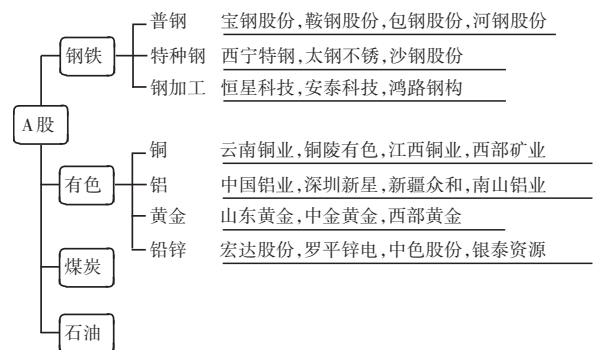 普钢 宝钢股份,鞍钢股份,包钢股份,河钢股份
钢铁 特种钢 西宁特钢,太钢不锈,沙钢股份
钢加工 恒星科技,安泰科技,鸿路钢构
A股
铜 云南铜业,铜陵有色,江西铜业,西部矿业
有色 铝 中国铝业,深圳新星,新疆众和,南山铝业
黄金 山东黄金,中金黄金,西部黄金
铅锌 宏达股份,罗平锌电,中色股份,银泰资源
煤炭
石油